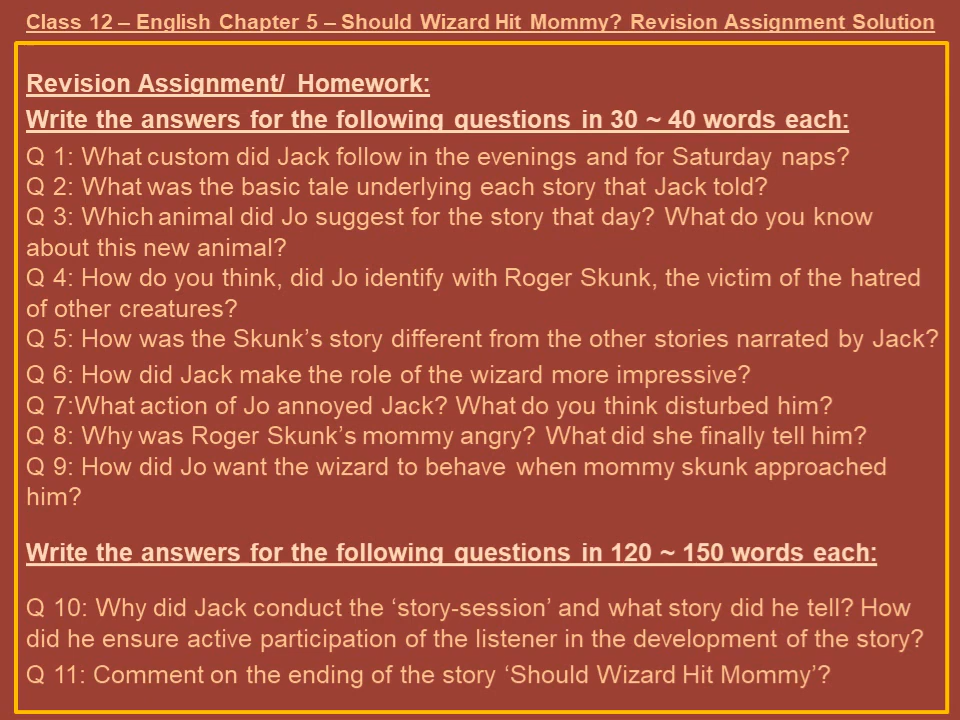 Class 12 – English Chapter 5 – Should Wizard Hit Mommy? Revision Assignment Solution
Revision Assignment/ Homework:
Write the answers for the following questions in 30 ~ 40 words each:
Q 1: What custom did Jack follow in the evenings and for Saturday naps?
Q 2: What was the basic tale underlying each story that Jack told?
Q 3: Which animal did Jo suggest for the story that day? What do you know
about this new animal?
Q 4: How do you think, did Jo identify with Roger Skunk, the victim of the hatred
of other creatures?
Q 5: How was the Skunk’s story different from the other stories narrated by Jack?
Q 6: How did Jack make the role of the wizard more impressive?
Q 7:What action of Jo annoyed Jack? What do you think disturbed him?
Q 8: Why was Roger Skunk’s mommy angry? What did she finally tell him?
Q 9: How did Jo want the wizard to behave when mommy skunk approached
him?
Write the answers for the following questions in 120 ~ 150 words each:
Q 10: Why did Jack conduct the ‘story-session’ and what story did he tell? How
did he ensure active participation of the listener in the development of the story?
Q 11: Comment on the ending of the story ‘Should Wizard Hit Mommy’?